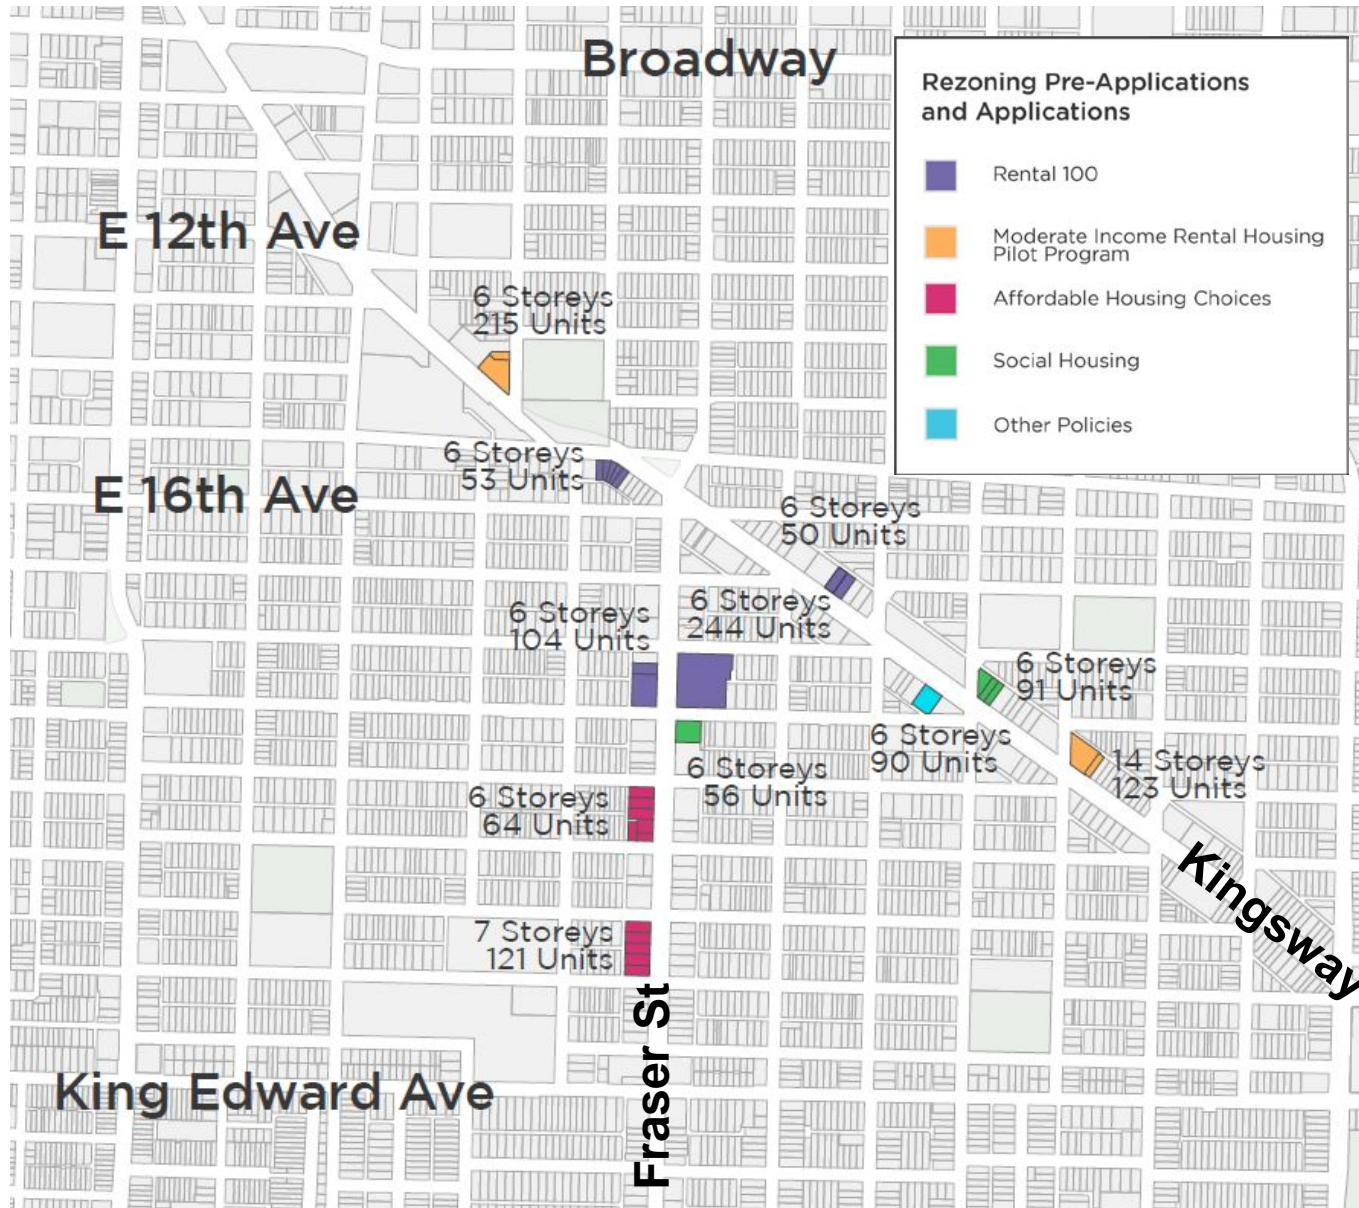 Broadway
Rezoning Pre-Applications
and Applications
Rental 100
Moderate Income Rental Housing
Pilot Program
Affordable Housing Choices
Social Housing
Other Policies
E 12th Ave
6 Storeys
215 Units
6 Storeys
53 Units
E 16th Ave
6 Storeys
50 Units
6 Storeys
104 Units
6 Storeys
244 Units
6 Storeys
91 Units
6 Storeys
90 Units
14 Storeys
123 Units
6 Storeys
56 Units
6 Storeys
64 Units
Kingsway
7 Storeys
121 Units
Fraser St
King Edward Ave